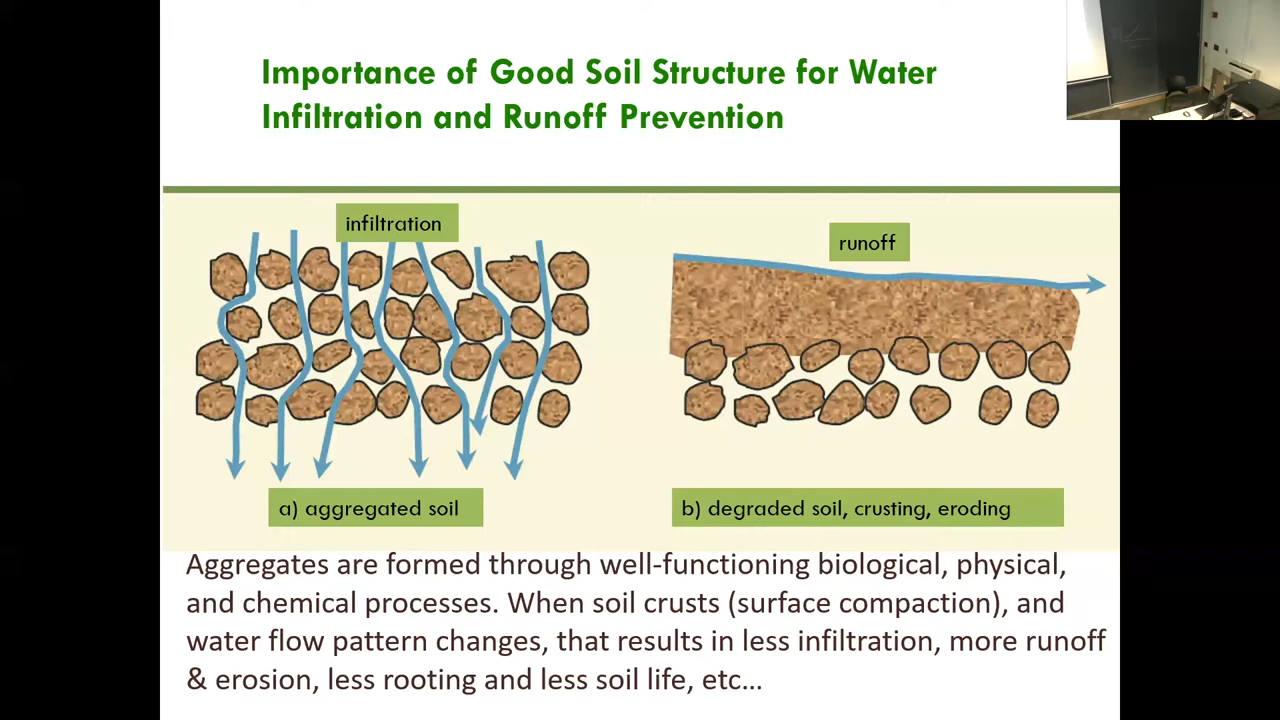 Importance of Good Soil Structure for Water
Infiltration and Runoff Prevention
infiltration
runoff
a) aggregated soil
b) degraded soil, crusting, eroding
Aggregates are formed through well-functioning biological, physical,
and chemical processes. When soil crusts (surface compaction), and
water flow pattern changes, that results in less infiltration, more runoff
& erosion, less rooting and less soil life, etc...